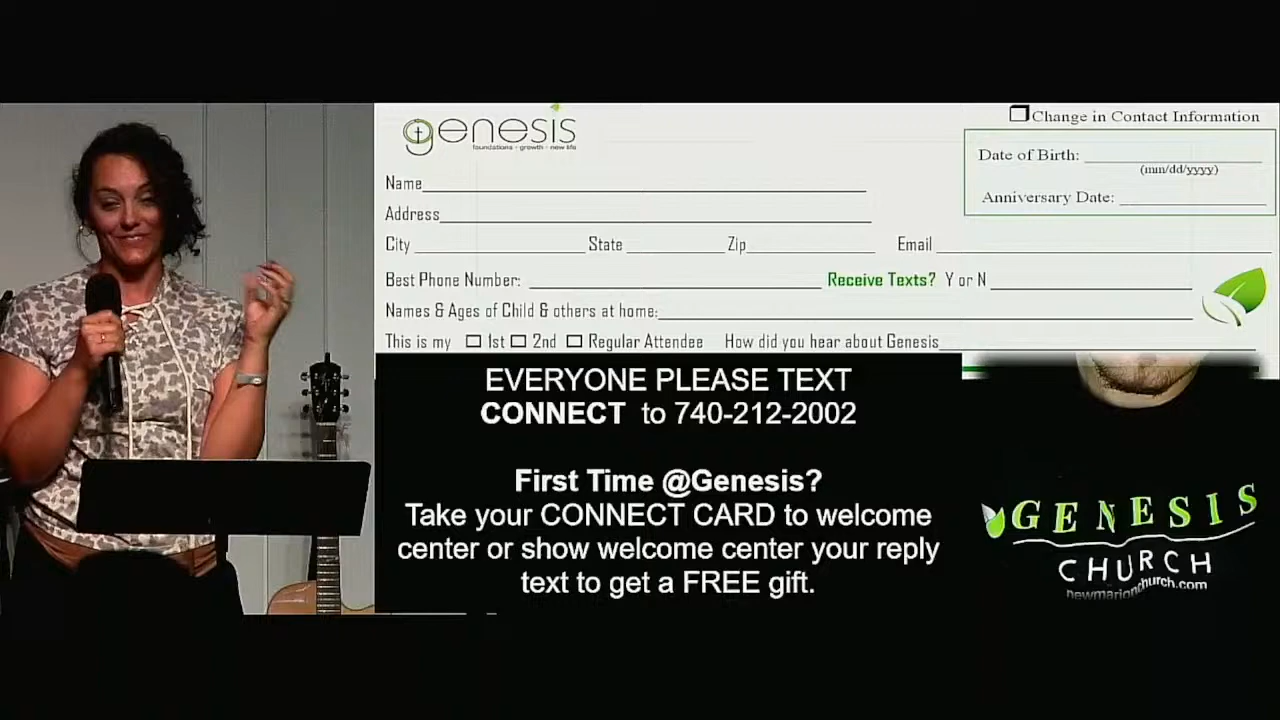 genesis
foundations - growth - new life
Change in Contact Information
Date of Birth:
(mm/dd/yyyy)
Anniversary Date:
Name
Address
City State Zip Email
Best Phone Number: Receive Texts? Y or N
Names & Ages of Child & others at home:
This is my 1st 2nd Regular Attendee How did you hear about Genesis
EVERYONE PLEASE TEXT
CONNECT to 740-212-2002
First Time @Genesis?
Take your CONNECT CARD to welcome
center or show welcome center your reply
text to get a FREE gift.
GENESIS
CHURCH
newmarionchurch.com